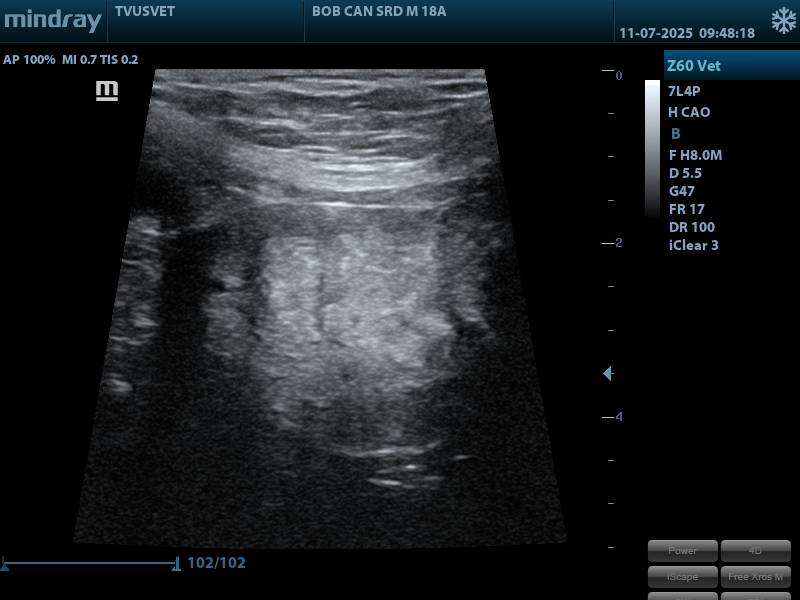 mindray
TVUSVET
BOB CAN SRD M 18A
11-07-2025 09:48:18
AP 100% MI 0.7 TIS 0.2
m
0
2
4
Z60 Vet
7L4P
H CAO
B
F H8.0M
D 5.5
G47
FR 17
DR 100
iClear 3
102/102
Power
4D
iScape
Free Xros M